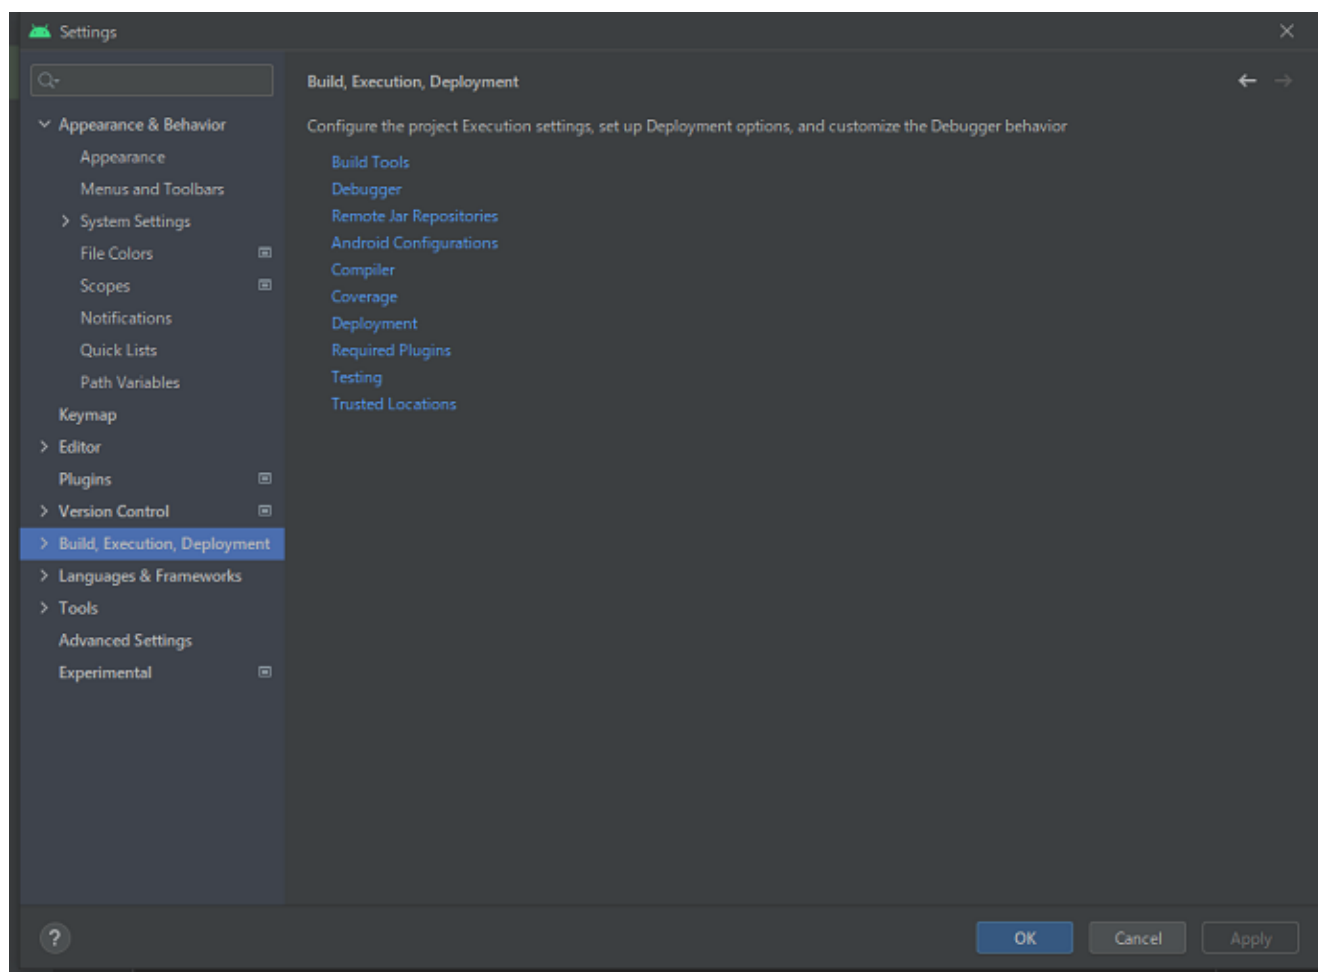 Settings
Build, Execution, Deployment
Appearance & Behavior
Configure the project Execution settings, set up Deployment options, and customize the Debugger behavior
Appearance
Menus and Toolbars
System Settings
File Colors
Scopes
Notifications
Quick Lists
Path Variables
Keymap
Editor
Plugins
Version Control
Build, Execution, Deployment
Languages & Frameworks
Tools
Advanced Settings
Experimental
Build Tools
Debugger
Remote Jar Repositories
Android Configurations
Compiler
Coverage
Deployment
Required Plugins
Testing
Trusted Locations
?
OK
Cancel
Apply